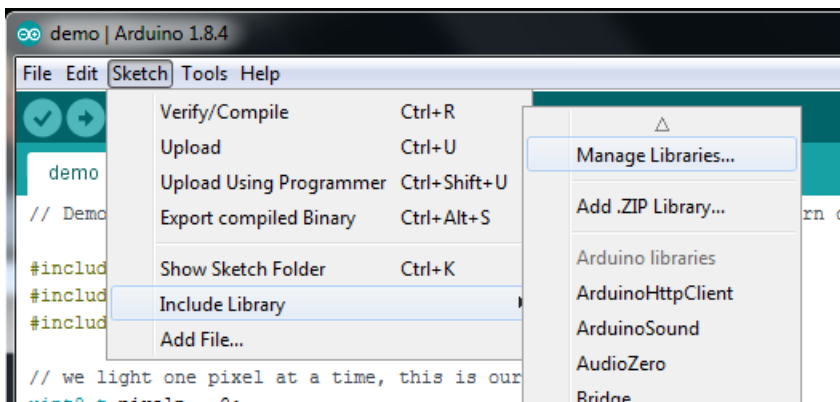 demo | Arduino 1.8.4
File Edit Sketch Tools Help
Verify/Compile Ctrl+R
Upload Ctrl+U
Upload Using Programmer Ctrl+Shift+U
Export compiled Binary Ctrl+Alt+S
Show Sketch Folder Ctrl+K
Include Library
Add File...
Manage Libraries...
Add .ZIP Library...
Arduino libraries
ArduinoHttpClient
ArduinoSound
AudioZero
Bridge
demo
// Demo
#includ
#includ
#includ
// we light one pixel at a time, this is our